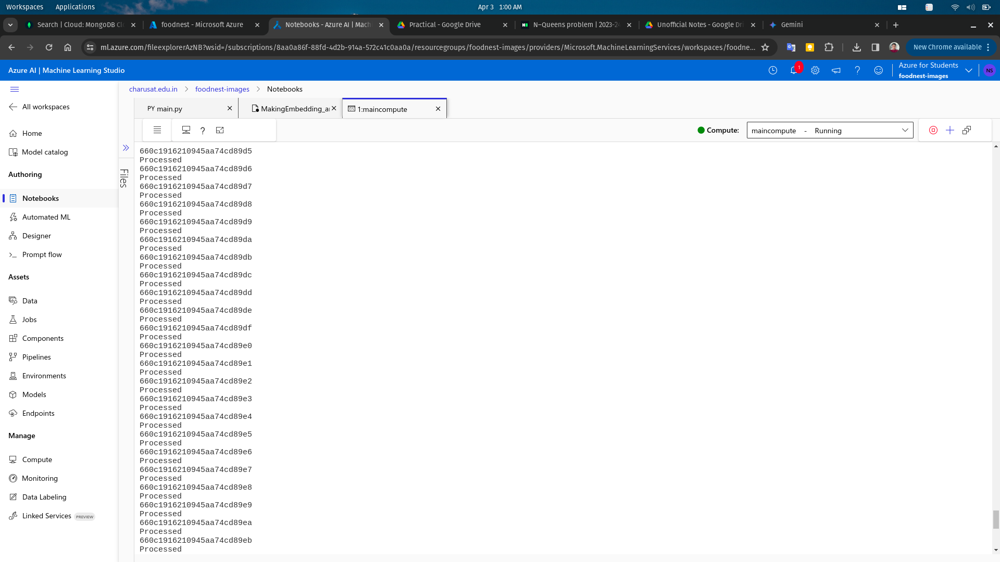 Workspaces Applications Apr 3 1:00 AM
Search | Cloud: MongoDB Clo
foodnest - Microsoft Azure
Notebooks - Azure AI | Mach
Practical - Google Drive
N–Queens problem | 2023-24
Unofficial Notes - Google Dri
Gemini
ml.azure.com/fileexplorerAzNB?wsid=/subscriptions/8aa0a86f-88fd-4d2b-914a-572c41c0aa0a/resourcegroups/foodnest-images/providers/Microsoft.MachineLearningServices/workspaces/foodne...
New Chrome available
Azure AI | Machine Learning Studio
1
Azure for Students
foodnest-images
NS
charusat.edu.in > foodnest-images > Notebooks
All workspaces
Home
Model catalog
Authoring
Notebooks
Automated ML
Designer
Prompt flow
Assets
Data
Jobs
Components
Pipelines
Environments
Models
Endpoints
Manage
Compute
Monitoring
Data Labeling
Linked Services PREVIEW
Files
PY main.py
MakingEmbedding_a
1:maincompute
Compute: maincompute - Running
660c1916210945aa74cd89d5
Processed
660c1916210945aa74cd89d6
Processed
660c1916210945aa74cd89d7
Processed
660c1916210945aa74cd89d8
Processed
660c1916210945aa74cd89d9
Processed
660c1916210945aa74cd89da
Processed
660c1916210945aa74cd89db
Processed
660c1916210945aa74cd89dc
Processed
660c1916210945aa74cd89dd
Processed
660c1916210945aa74cd89de
Processed
660c1916210945aa74cd89df
Processed
660c1916210945aa74cd89e0
Processed
660c1916210945aa74cd89e1
Processed
660c1916210945aa74cd89e2
Processed
660c1916210945aa74cd89e3
Processed
660c1916210945aa74cd89e4
Processed
660c1916210945aa74cd89e5
Processed
660c1916210945aa74cd89e6
Processed
660c1916210945aa74cd89e7
Processed
660c1916210945aa74cd89e8
Processed
660c1916210945aa74cd89e9
Processed
660c1916210945aa74cd89ea
Processed
660c1916210945aa74cd89eb
Processed